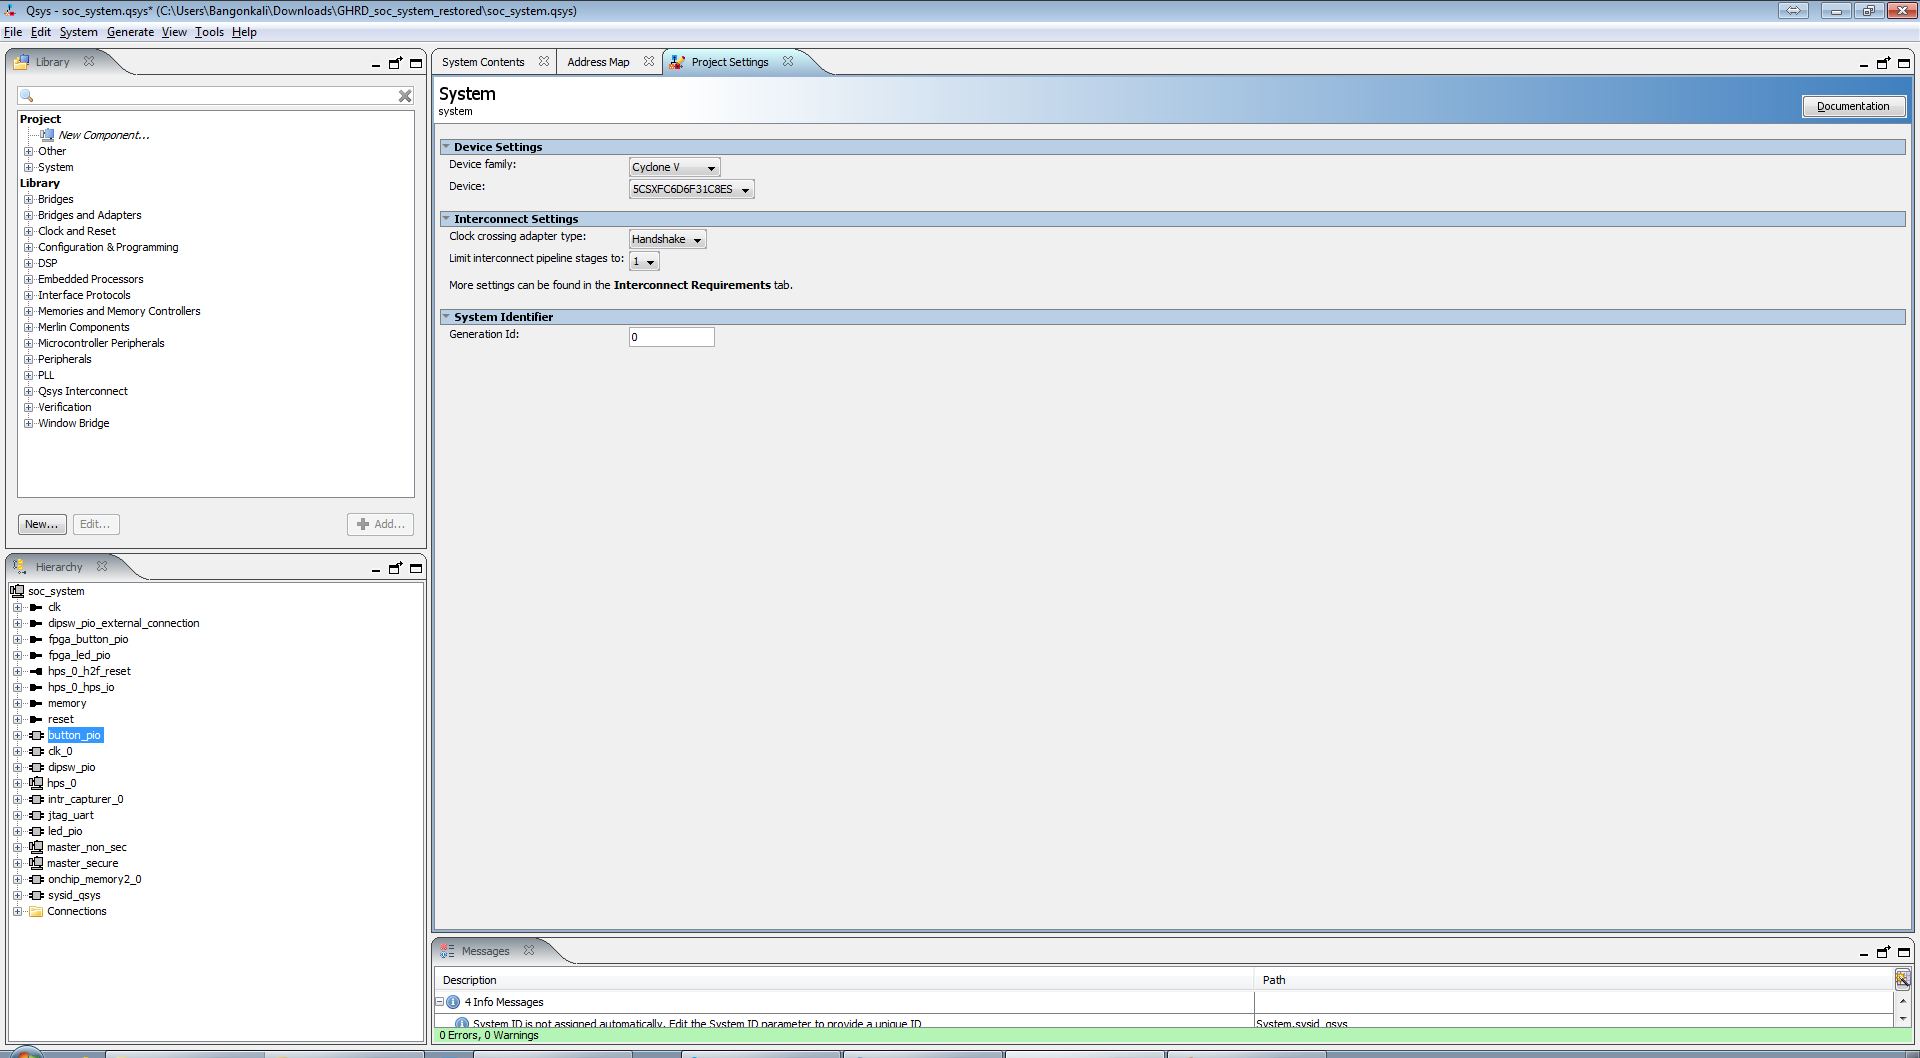 Qsys - soc_system.qsys* (C:\Users\Bangonkali\Downloads\GHRD_soc_system_restored\soc_system.qsys)
File Edit System Generate View Tools Help
Library
Project
New Component...
Other
System
Library
Bridges
Bridges and Adapters
Clock and Reset
Configuration & Programming
DSP
Embedded Processors
Interface Protocols
Memories and Memory Controllers
Merlin Components
Microcontroller Peripherals
Peripherals
PLL
Qsys Interconnect
Verification
Window Bridge
New... Edit... Add...
Hierarchy
soc_system
clk
dipsw_pio_external_connection
fpga_button_pio
fpga_led_pio
hps_0_h2f_reset
hps_0_hps_io
memory
reset
button_pio
clk_0
dipsw_pio
hps_0
intr_capturer_0
jtag_uart
led_pio
master_non_sec
master_secure
onchip_memory2_0
sysid_qsys
Connections
System Contents Address Map Project Settings
System
system
Documentation
Device Settings
Device family: Cyclone V
Device: 5CSXFC6D6F31C8ES
Interconnect Settings
Clock crossing adapter type: Handshake
Limit interconnect pipeline stages to: 1
More settings can be found in the Interconnect Requirements tab.
System Identifier
Generation Id: 0
Messages
Description Path
4 Info Messages
System ID is not assigned automatically. Edit the System ID parameter to provide a unique ID System.sysid_qsys
0 Errors, 0 Warnings